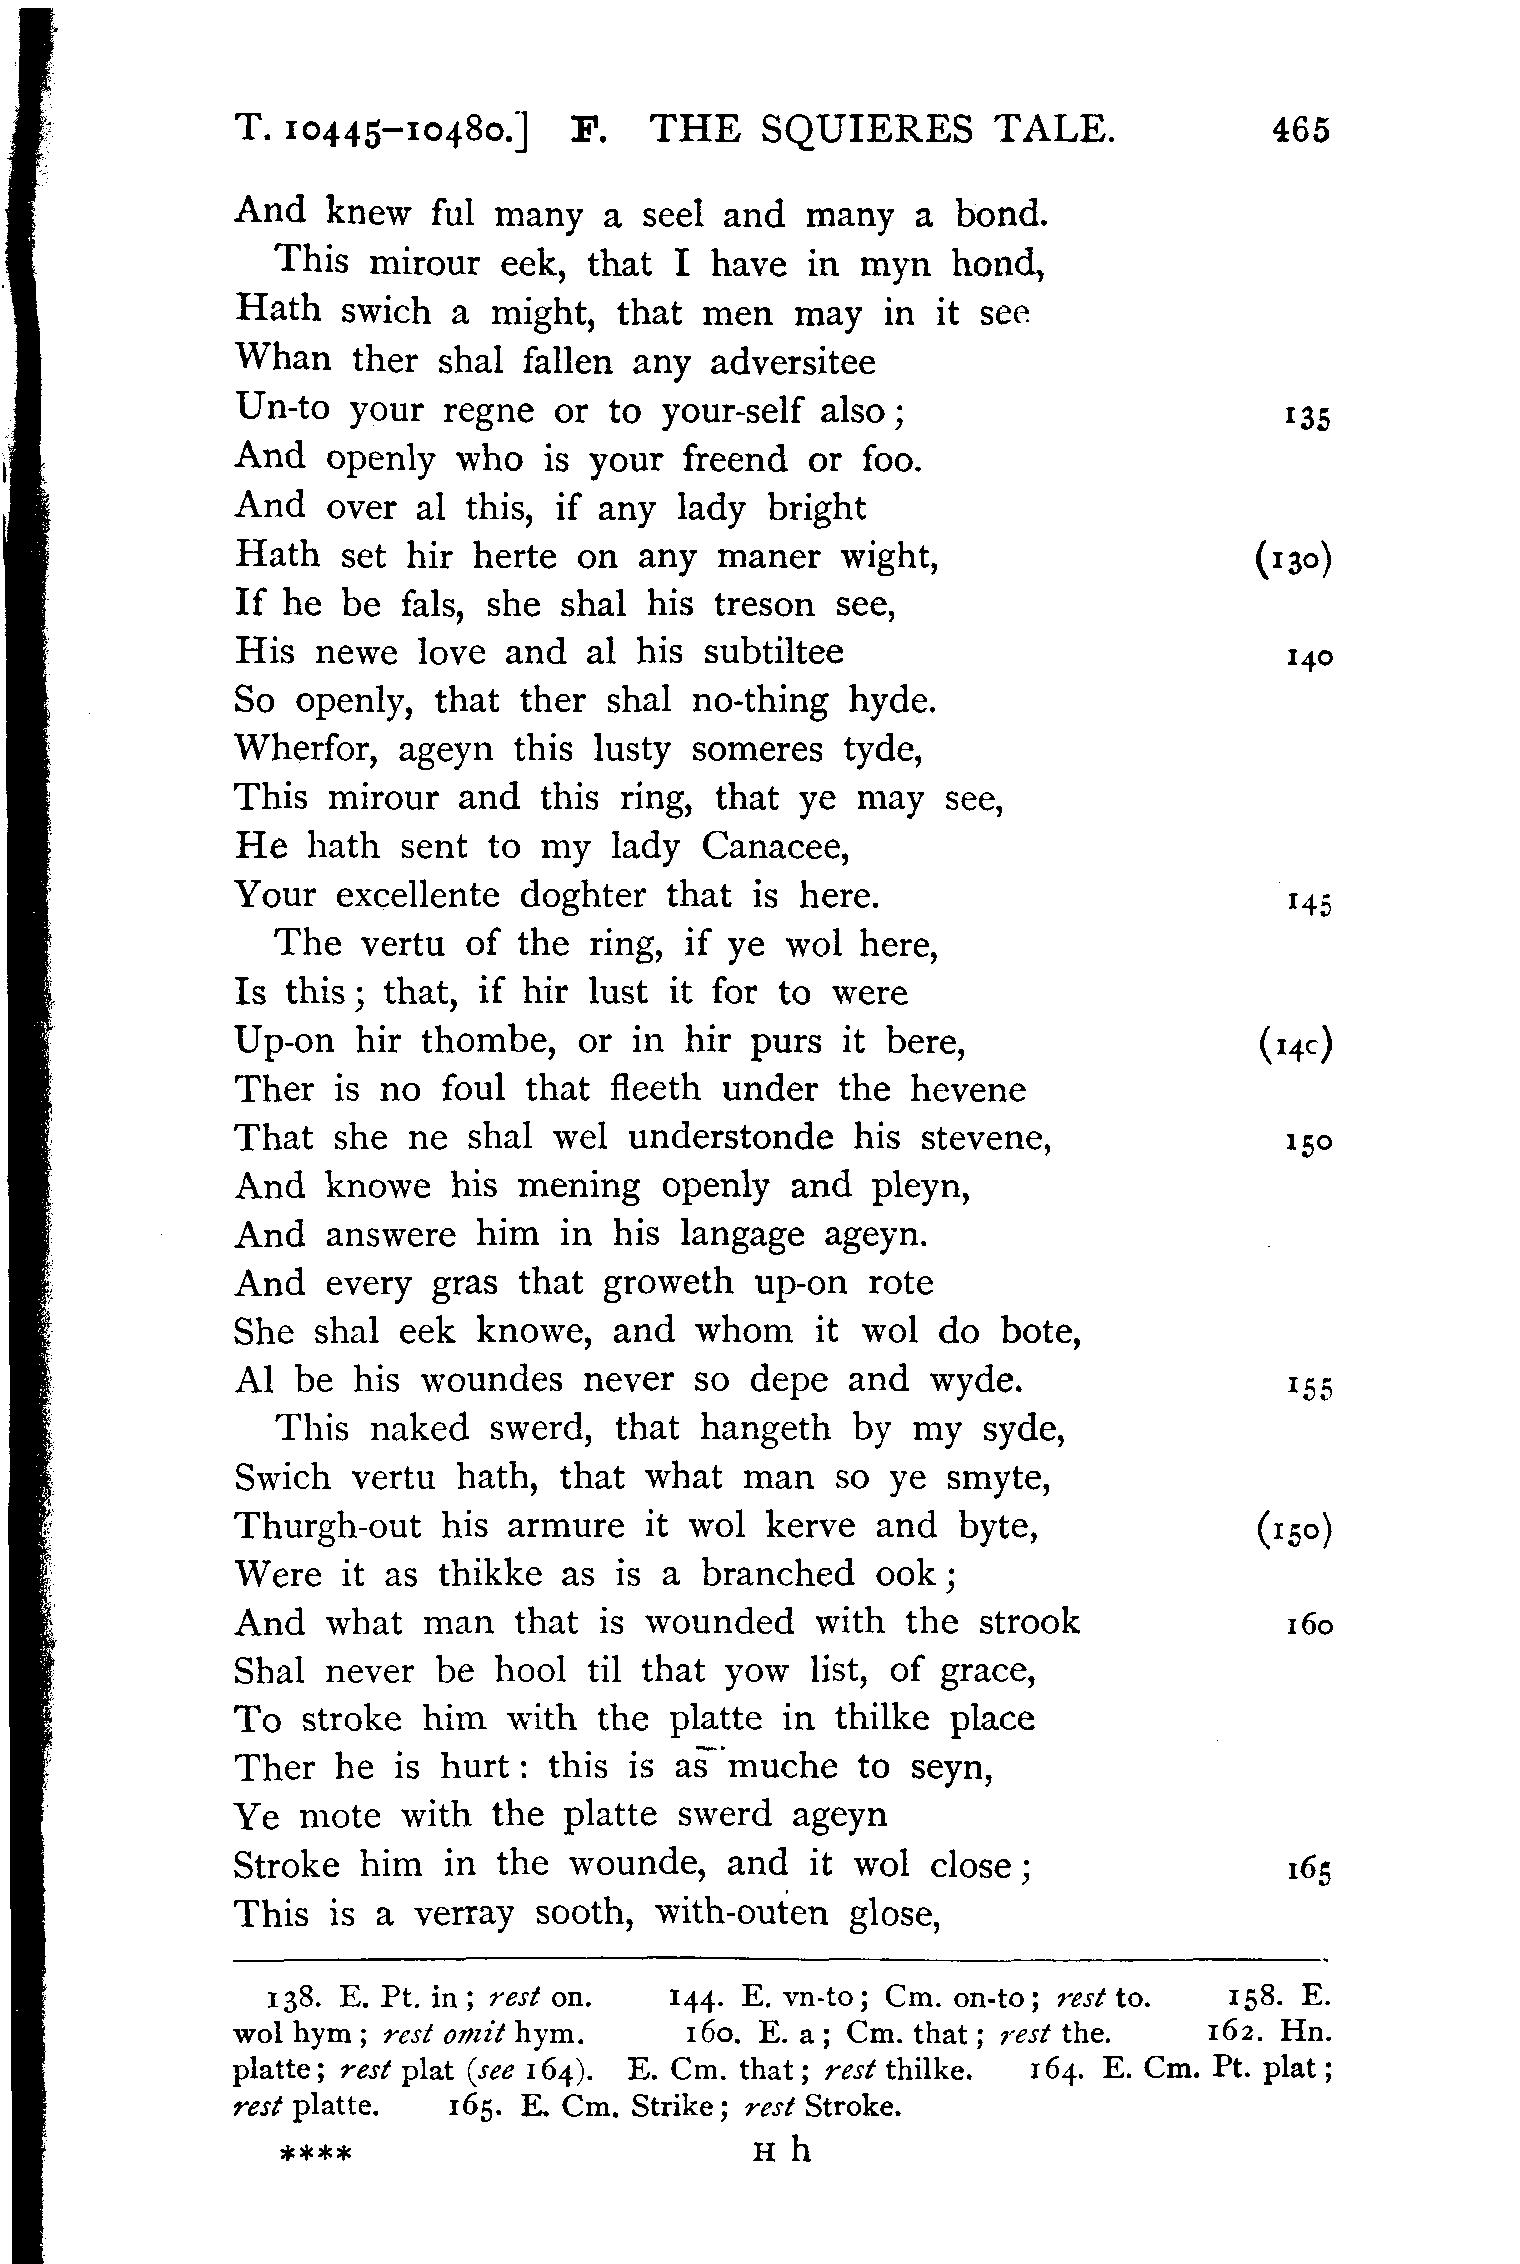 T. 10445–10480.] F. THE SQUIERES TALE. 465
And knew ful many a seel and many a bond.
This mirour eek, that I have in myn hond,
Hath swich a might, that men may in it see
Whan ther shal fallen any adversitee
Un-to your regne or to your-self also; 135
And openly who is your freend or foo.
And over al this, if any lady bright
Hath set hir herte on any maner wight, (130)
If he be fals, she shal his treson see,
His newe love and al his subtiltee 140
So openly, that ther shal no-thing hyde.
Wherfor, ageyn this lusty someres tyde,
This mirour and this ring, that ye may see,
He hath sent to my lady Canacee,
Your excellente doghter that is here. 145
The vertu of the ring, if ye wol here,
Is this; that, if hir lust it for to were
Up-on hir thombe, or in hir purs it bere, (140)
Ther is no foul that fleeth under the hevene
That she ne shal wel understonde his stevene, 150
And knowe his mening openly and pleyn,
And answere him in his langage ageyn.
And every gras that groweth up-on rote
She shal eek knowe, and whom it wol do bote,
Al be his woundes never so depe and wyde. 155
This naked swerd, that hangeth by my syde,
Swich vertu hath, that what man so ye smyte,
Thurgh-out his armure it wol kerve and byte, (150)
Were it as thikke as is a branched ook;
And what man that is wounded with the strook 160
Shal never be hool til that yow list, of grace,
To stroke him with the platte in thilke place
Ther he is hurt: this is as muche to seyn,
Ye mote with the platte swerd ageyn
Stroke him in the wounde, and it wol close; 165
This is a verray sooth, with-outen glose,
138. E. Pt. in; rest on. 144. E. vn-to; Cm. on-to; rest to. 158. E.
wol hym; rest omit hym. 160. E. a; Cm. that; rest the. 162. Hn.
platte; rest plat (see 164). E. Cm. that; rest thilke. 164. E. Cm. Pt. plat;
rest platte. 165. E. Cm. Strike; rest Stroke.
**** H h